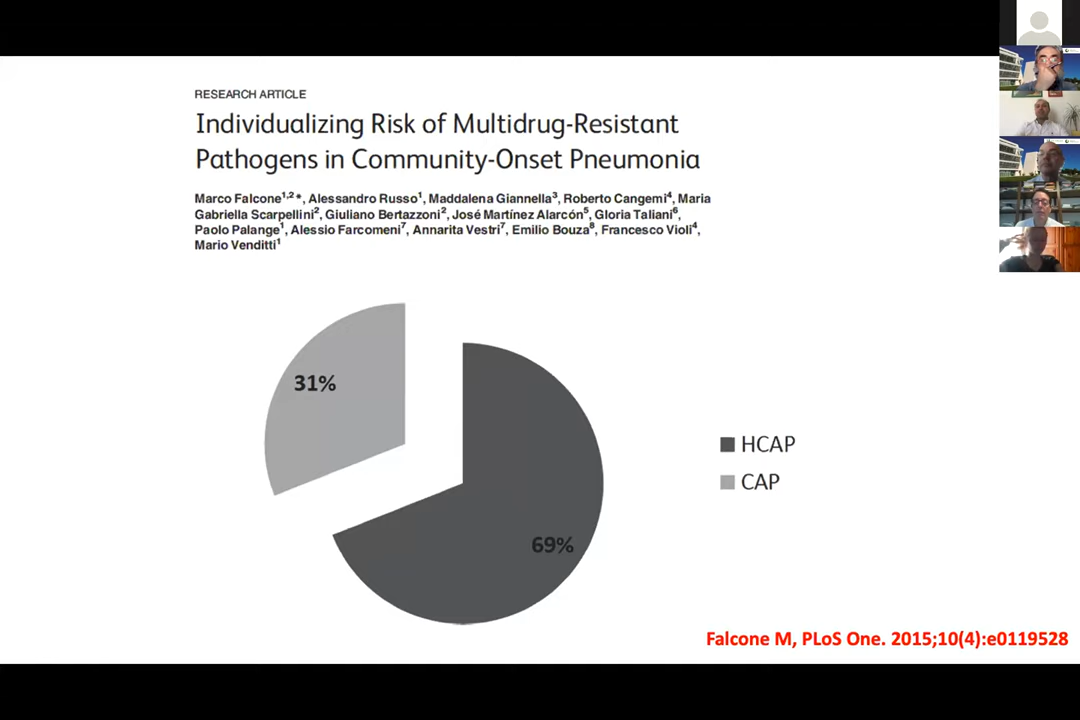 RESEARCH ARTICLE
Individualizing Risk of Multidrug-Resistant
Pathogens in Community-Onset Pneumonia
Marco Falcone1,2*, Alessandro Russo1, Maddalena Giannella3, Roberto Cangemi4, Maria
Gabriella Scarpellini2, Giuliano Bertazzoni2, José Martínez Alarcón5, Gloria Taliani6,
Paolo Palange1, Alessio Farcomeni7, Annarita Vestri7, Emilio Bouza8, Francesco Violi4,
Mario Venditti1
31%
69%
HCAP
CAP
Falcone M, PLoS One. 2015;10(4):e0119528